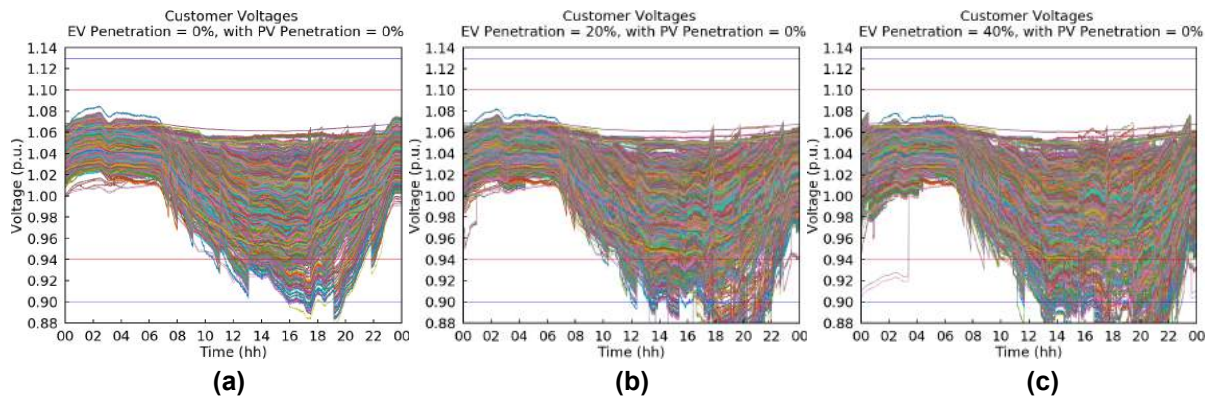 Customer Voltages
EV Penetration = 0%, with PV Penetration = 0%
1.14
1.12
1.10
1.08
1.06
1.04
1.02
1.00
0.98
0.96
0.94
0.92
0.90
0.88
Voltage (p.u.)
00 02 04 06 08 10 12 14 16 18 20 22 00
Time (hh)
(a)
Customer Voltages
EV Penetration = 20%, with PV Penetration = 0%
1.14
1.12
1.10
1.08
1.06
1.04
1.02
1.00
0.98
0.96
0.94
0.92
0.90
0.88
Voltage (p.u.)
00 02 04 06 08 10 12 14 16 18 20 22 00
Time (hh)
(b)
Customer Voltages
EV Penetration = 40%, with PV Penetration = 0%
1.14
1.12
1.10
1.08
1.06
1.04
1.02
1.00
0.98
0.96
0.94
0.92
0.90
0.88
Voltage (p.u.)
00 02 04 06 08 10 12 14 16 18 20 22 00
Time (hh)
(c)